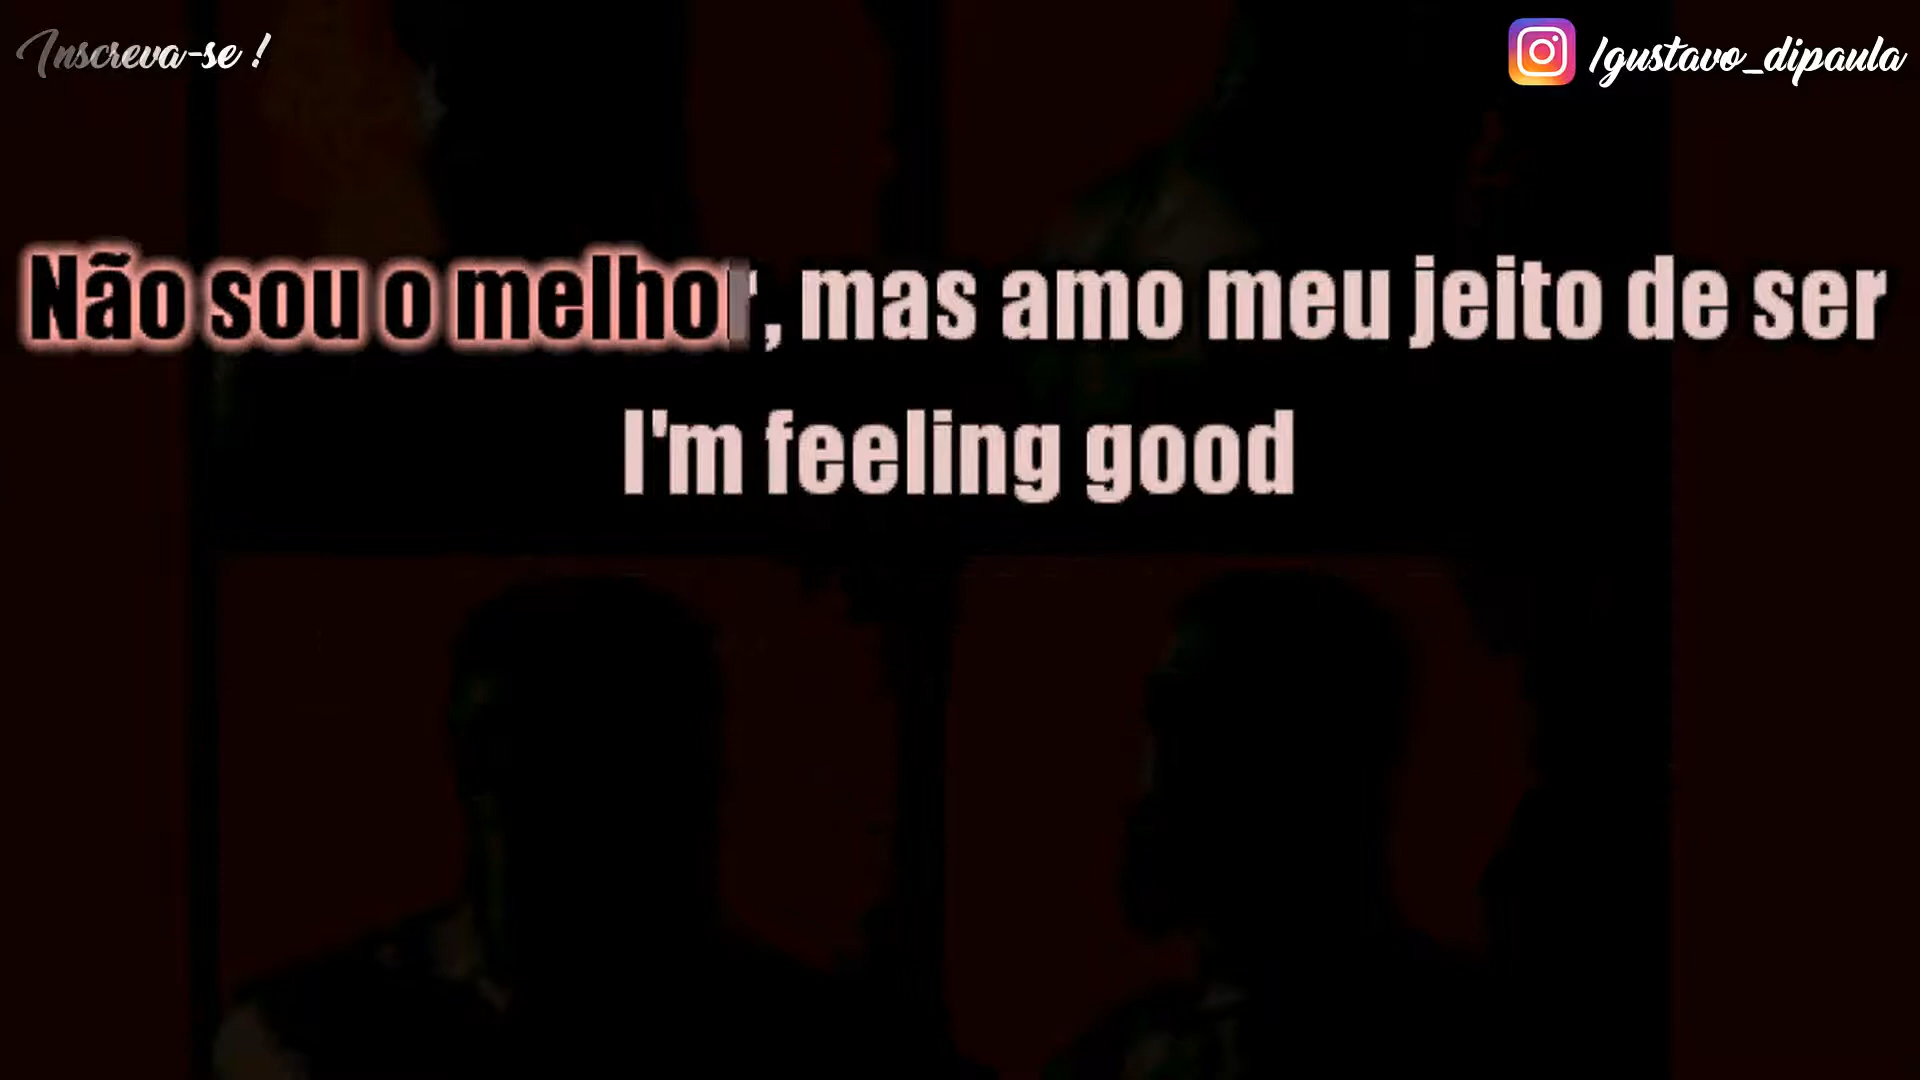 Inscreva-se !
/gustavo_dipaula
Não sou o melhor, mas amo meu jeito de ser
I'm feeling good